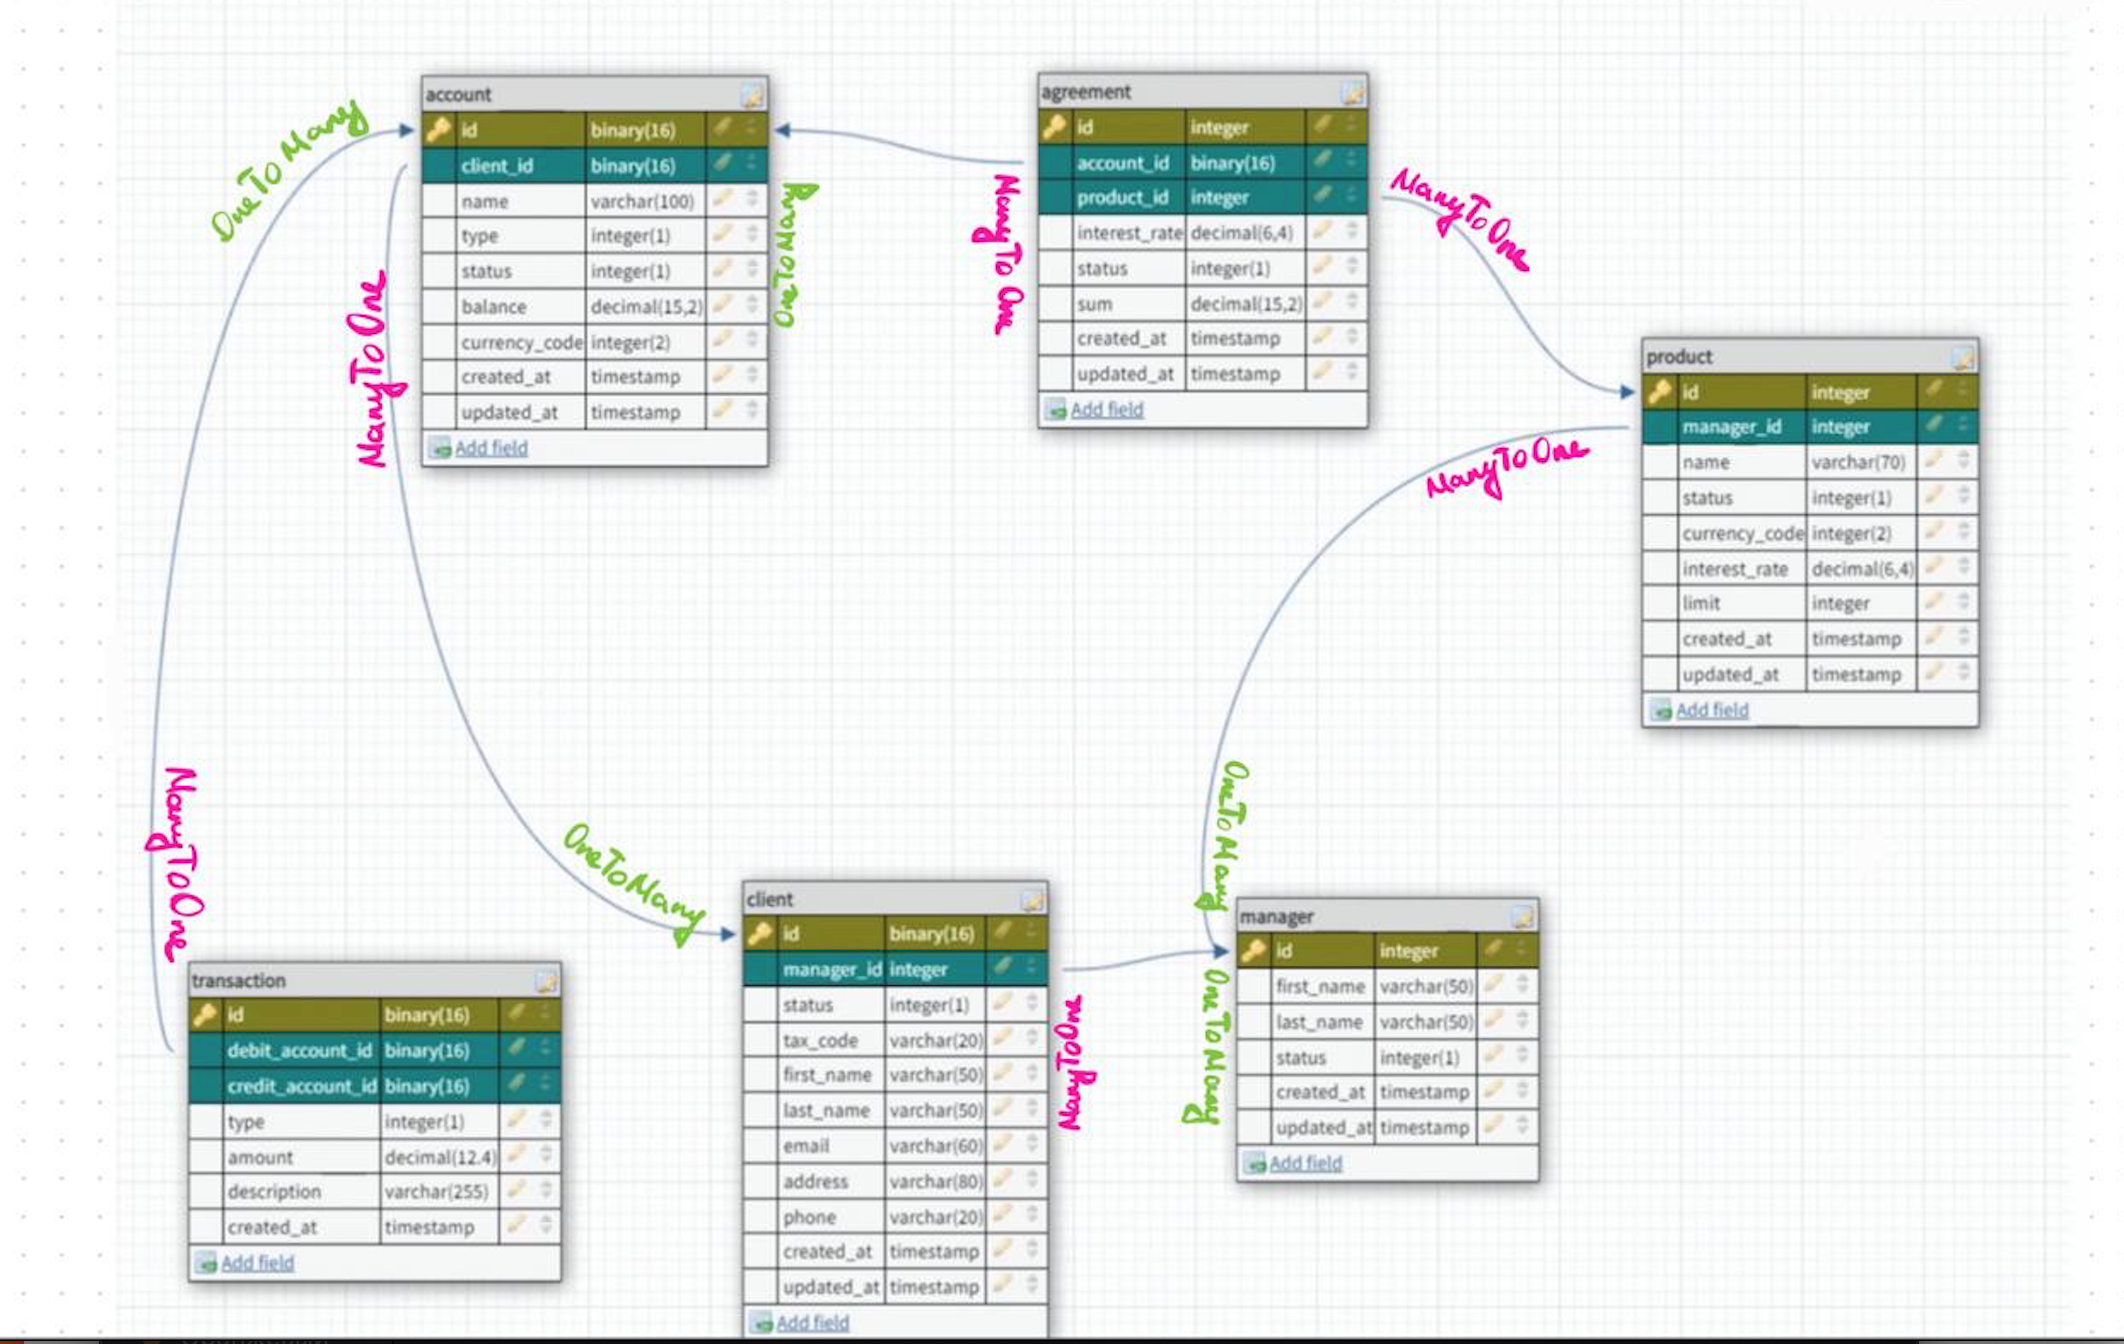 account
id binary(16)
client_id binary(16)
name varchar(100)
type integer(1)
status integer(1)
balance decimal(15,2)
currency_code integer(2)
created_at timestamp
updated_at timestamp
Add field
OneToMany
ManyToOne
OneToMany
agreement
id integer
account_id binary(16)
product_id integer
interest_rate decimal(6,4)
status integer(1)
sum decimal(15,2)
created_at timestamp
updated_at timestamp
Add field
ManyToOne
ManyToOne
product
id integer
manager_id integer
name varchar(70)
status integer(1)
currency_code integer(2)
interest_rate decimal(6,4)
limit integer
created_at timestamp
updated_at timestamp
Add field
ManyToOne
ManyToOne
transaction
id binary(16)
debit_account_id binary(16)
credit_account_id binary(16)
type integer(1)
amount decimal(12.4)
description varchar(255)
created_at timestamp
Add field
OneToMany
client
id binary(16)
manager_id integer
status integer(1)
tax_code varchar(20)
first_name varchar(50)
last_name varchar(50)
email varchar(60)
address varchar(80)
phone varchar(20)
created_at timestamp
updated_at timestamp
Add field
ManyToOne
OneToMany
OneToMany
manager
id integer
first_name varchar(50)
last_name varchar(50)
status integer(1)
created_at timestamp
updated_at timestamp
Add field